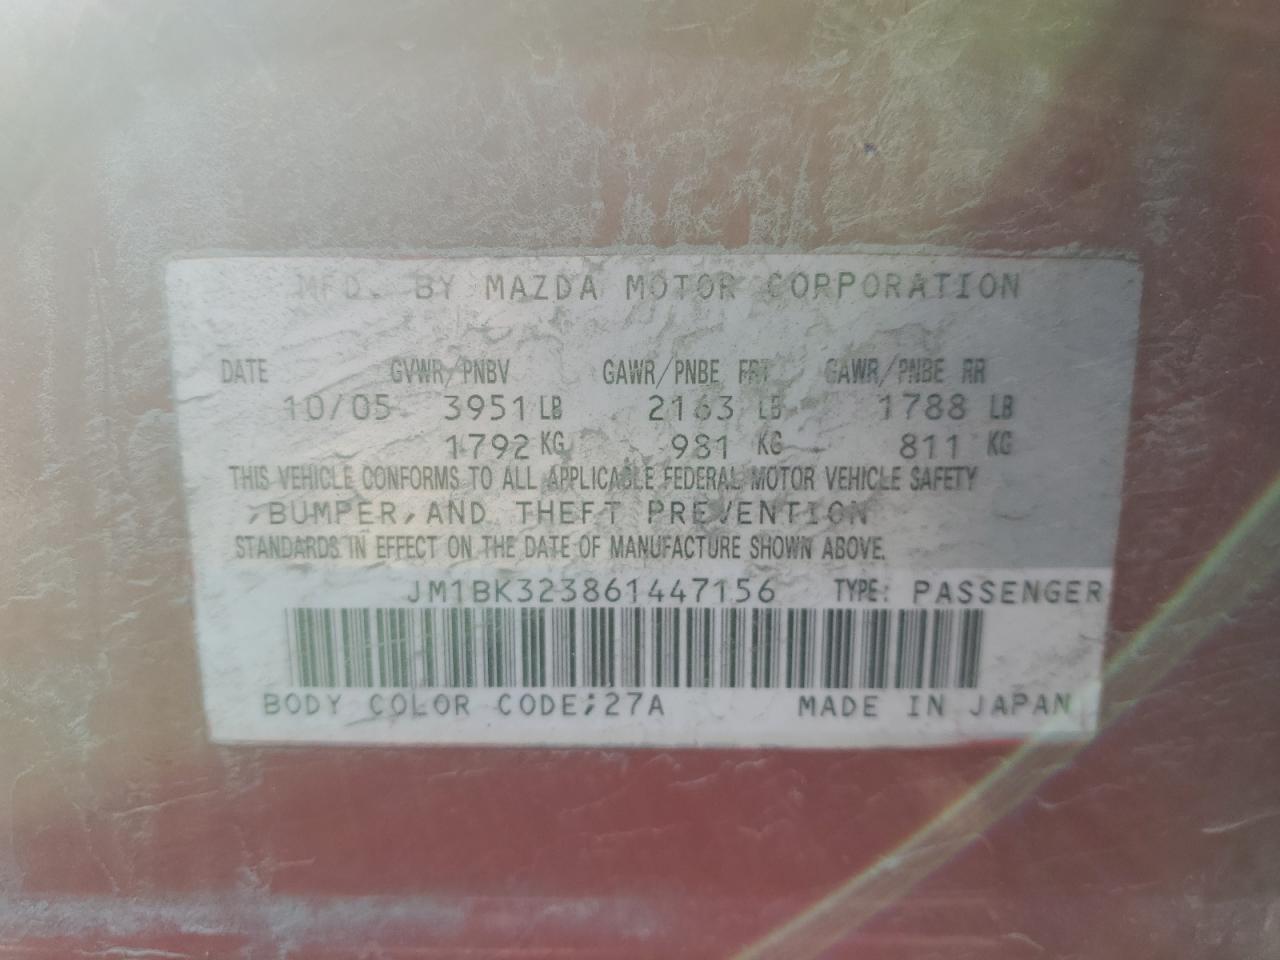 MFD. BY MAZDA MOTOR CORPORATION
DATE GVWR/PNBV GAWR/PNBE FRT GAWR/PNBE RR
10/05 3951 LB 2163 LB 1788 LB
1792 KG 981 KG 811 KG
THIS VEHICLE CONFORMS TO ALL APPLICABLE FEDERAL MOTOR VEHICLE SAFETY
,BUMPER,AND THEFT PREVENTION
STANDARDS IN EFFECT ON THE DATE OF MANUFACTURE SHOWN ABOVE.
JM1BK323861447156 TYPE: PASSENGER
BODY COLOR CODE;27A MADE IN JAPAN